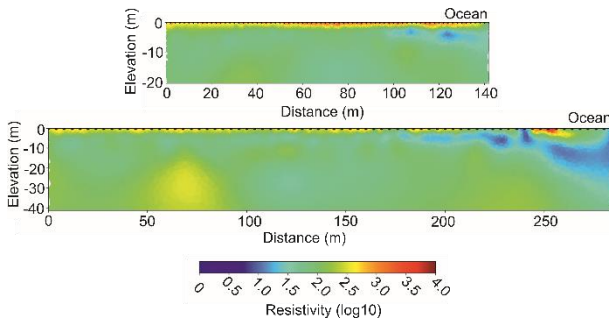 Ocean
Elevation (m)
0
-10
-20
0 20 40 60 80 100 120 140
Distance (m)
Ocean
Elevation (m)
0
-10
-20
-30
-40
0 50 100 150 200 250
Distance (m)
0 0.5 1.0 1.5 2.0 2.5 3.0 3.5 4.0
Resistivity (log10)